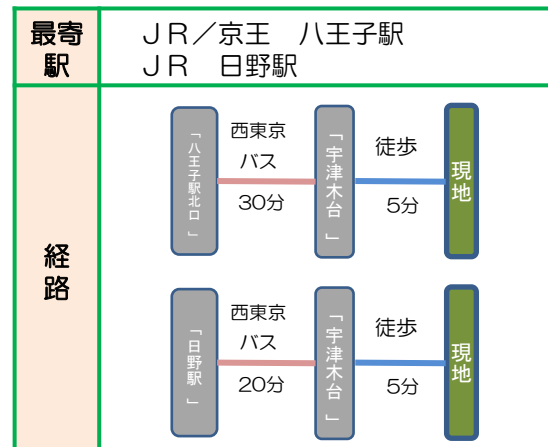 最寄駅
JR／京王　八王子駅
JR　日野駅
経路
「八王子駅北口」
西東京
バス
30分
「宇津木台」
徒歩
5分
現地
「日野駅」
西東京
バス
20分
「宇津木台」
徒歩
5分
現地